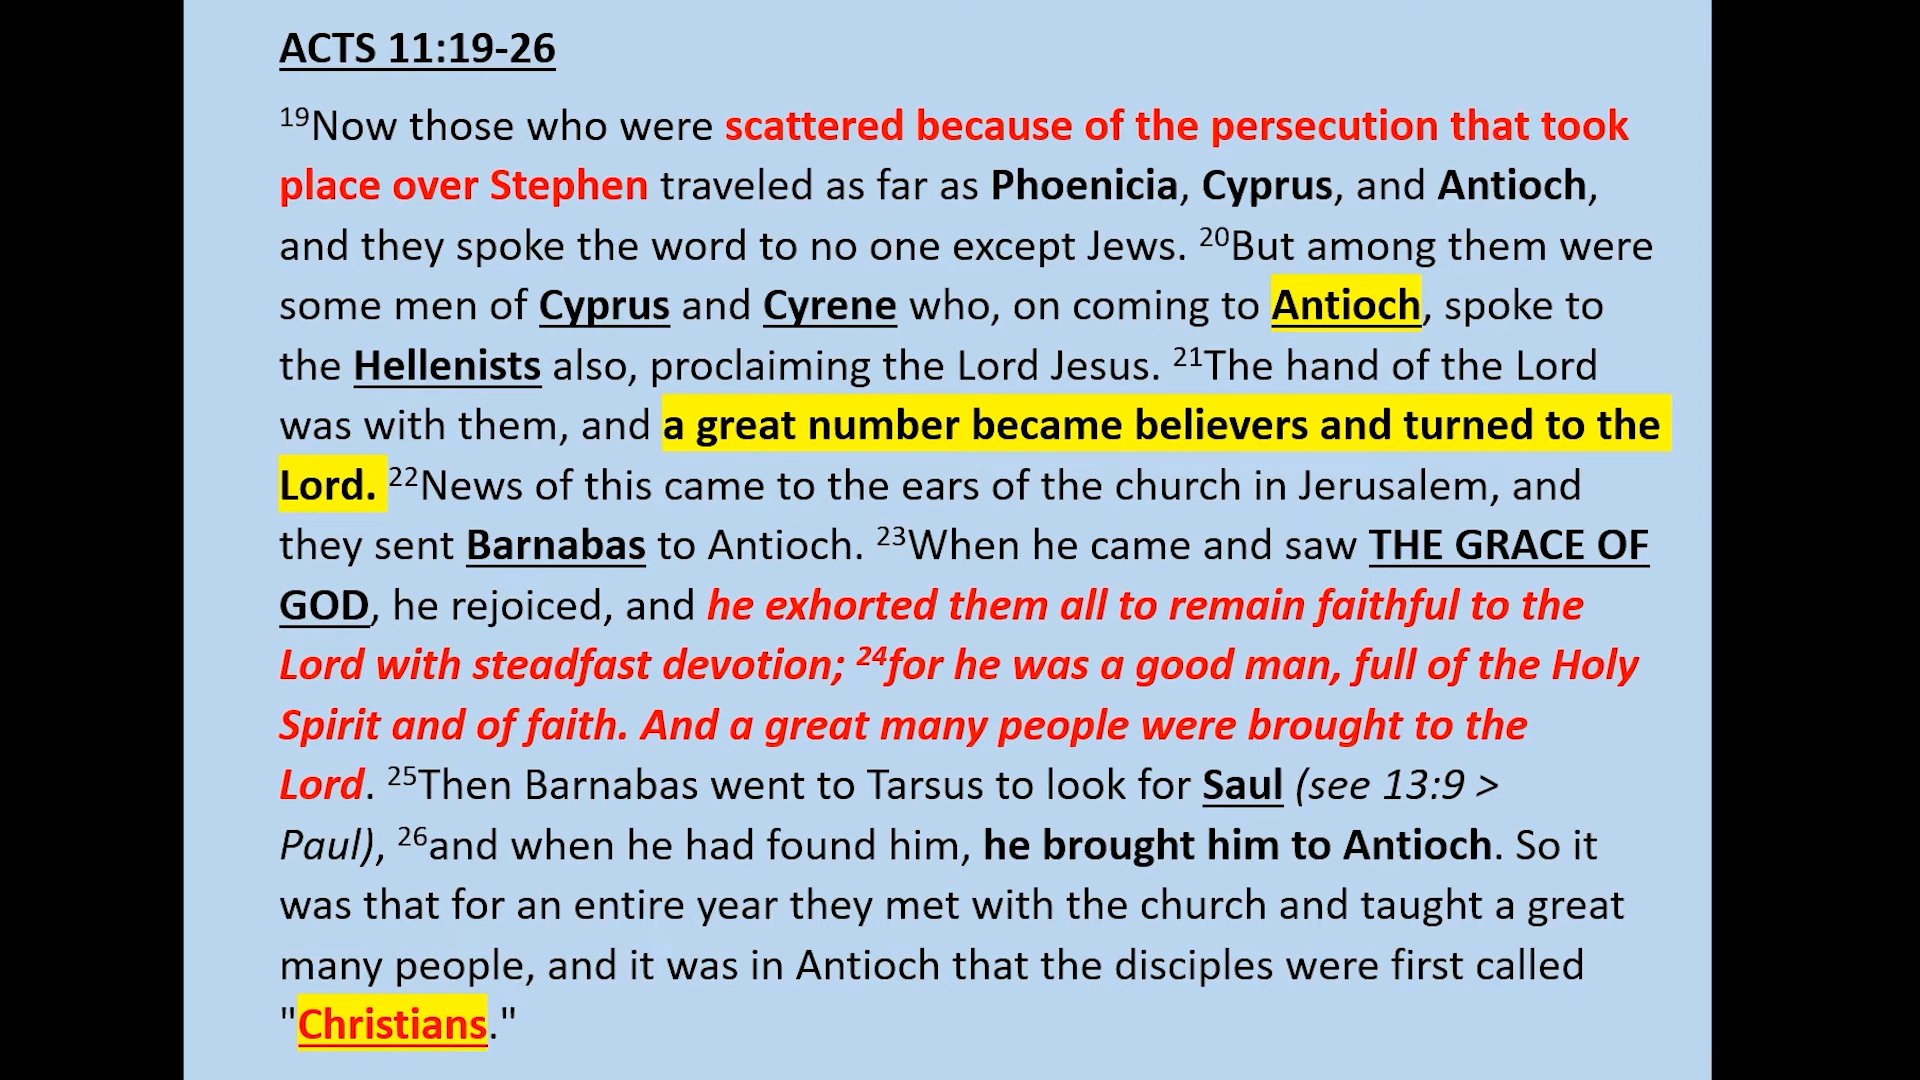 ACTS 11:19-26
19Now those who were scattered because of the persecution that took
place over Stephen traveled as far as Phoenicia, Cyprus, and Antioch,
and they spoke the word to no one except Jews. 20But among them were
some men of Cyprus and Cyrene who, on coming to Antioch, spoke to
the Hellenists also, proclaiming the Lord Jesus. 21The hand of the Lord
was with them, and a great number became believers and turned to the
Lord. 22News of this came to the ears of the church in Jerusalem, and
they sent Barnabas to Antioch. 23When he came and saw THE GRACE OF
GOD, he rejoiced, and he exhorted them all to remain faithful to the
Lord with steadfast devotion; 24for he was a good man, full of the Holy
Spirit and of faith. And a great many people were brought to the
Lord. 25Then Barnabas went to Tarsus to look for Saul (see 13:9 >
Paul), 26and when he had found him, he brought him to Antioch. So it
was that for an entire year they met with the church and taught a great
many people, and it was in Antioch that the disciples were first called
"Christians."